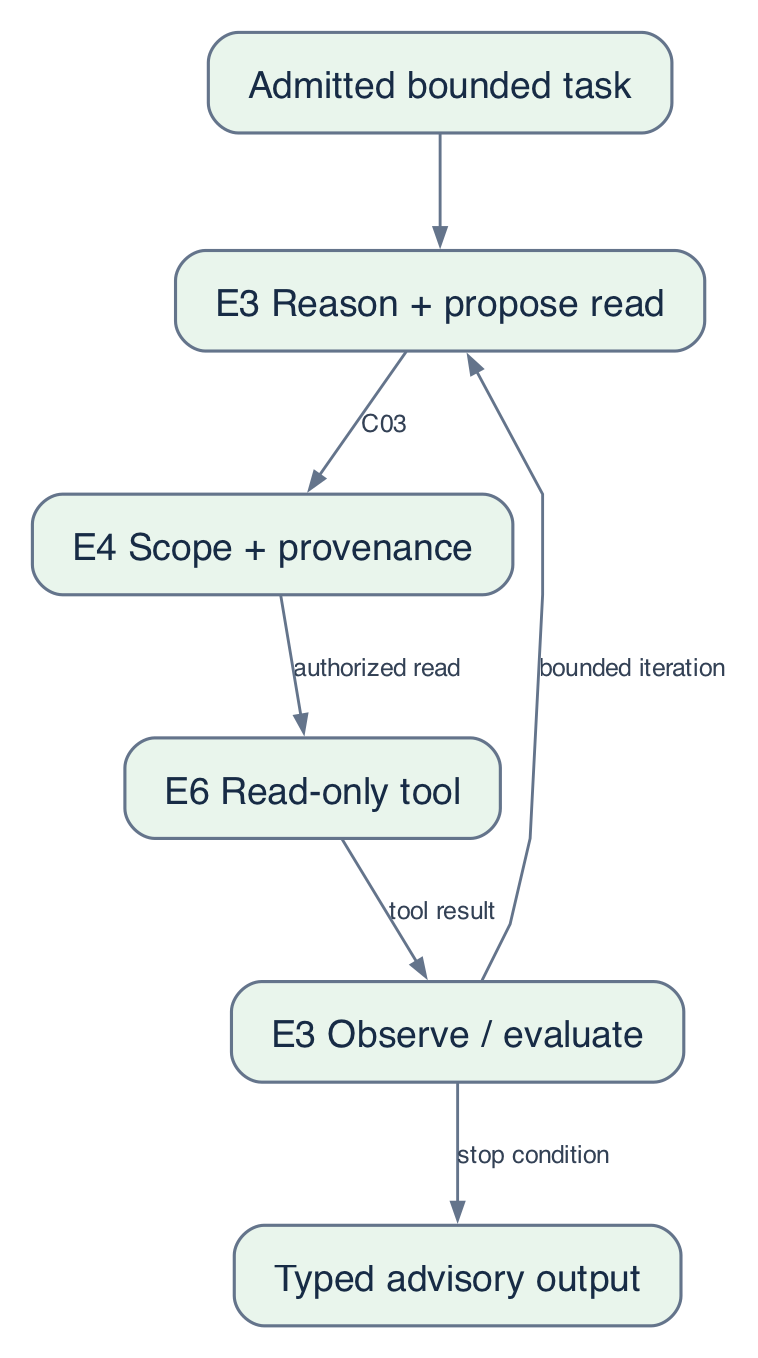 Admitted bounded task
E3 Reason + propose read
C03
E4 Scope + provenance
authorized read
bounded iteration
E6 Read-only tool
tool result
E3 Observe / evaluate
stop condition
Typed advisory output